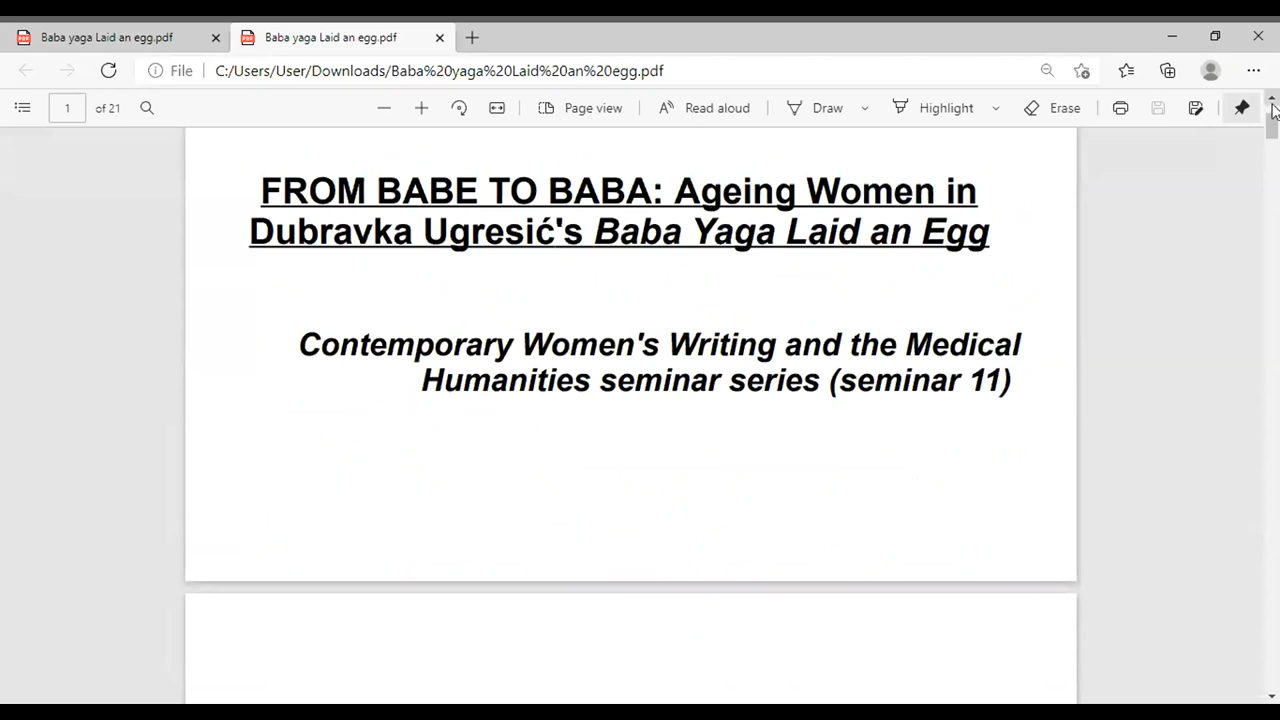 Baba yaga Laid an egg.pdf
Baba yaga Laid an egg.pdf
File C:/Users/User/Downloads/Baba%20yaga%20Laid%20an%20egg.pdf
1 of 21 Page view Read aloud Draw Highlight Erase
FROM BABE TO BABA: Ageing Women in
Dubravka Ugresić's Baba Yaga Laid an Egg
Contemporary Women's Writing and the Medical
Humanities seminar series (seminar 11)